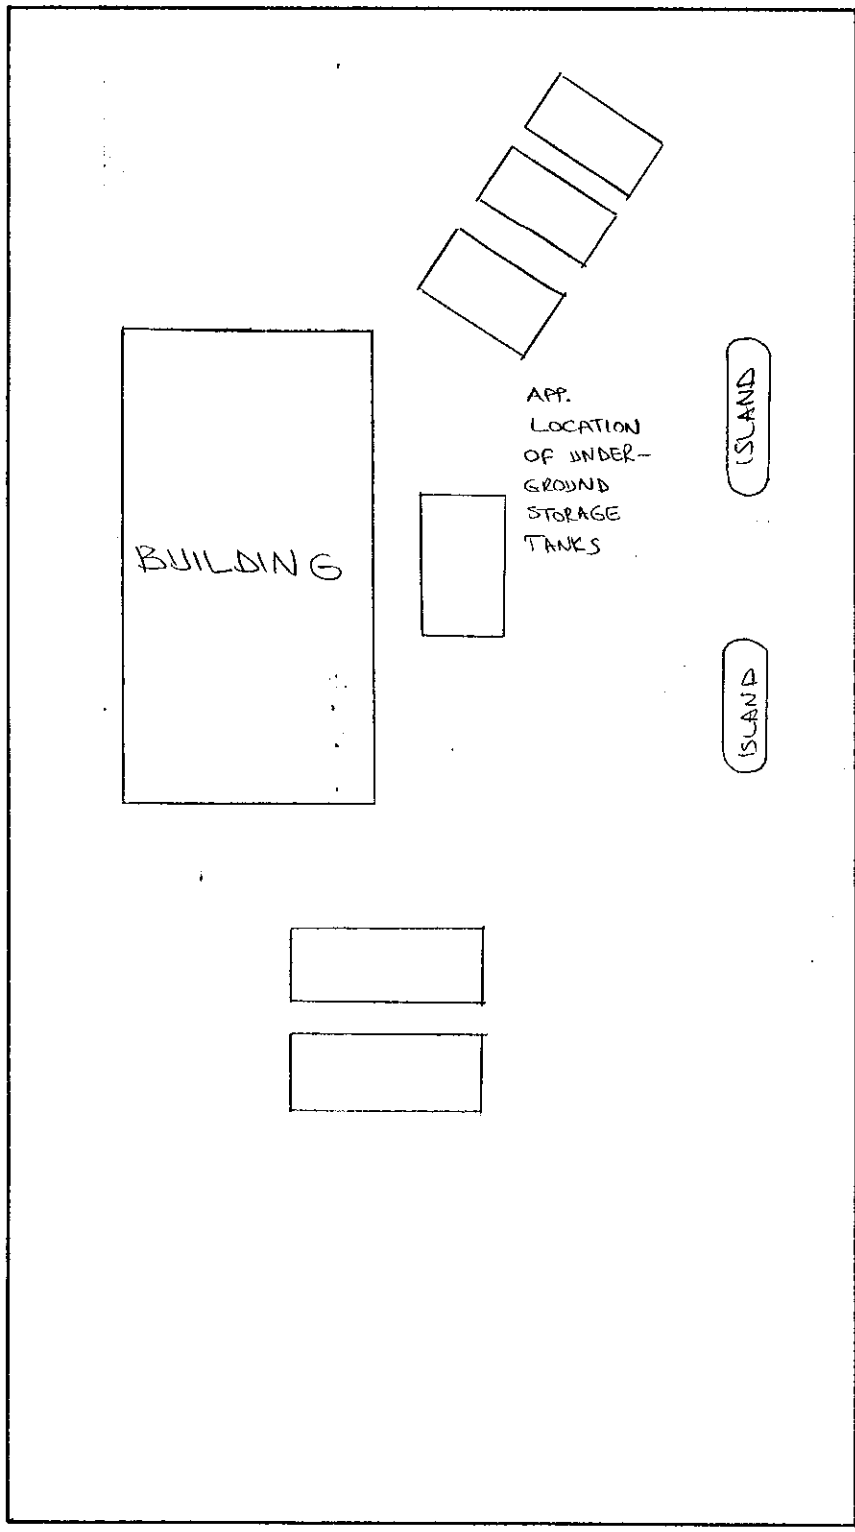 APP.
LOCATION
OF UNDER-
GROUND
STORAGE
TANKS
ISLAND
BUILDING
ISLAND